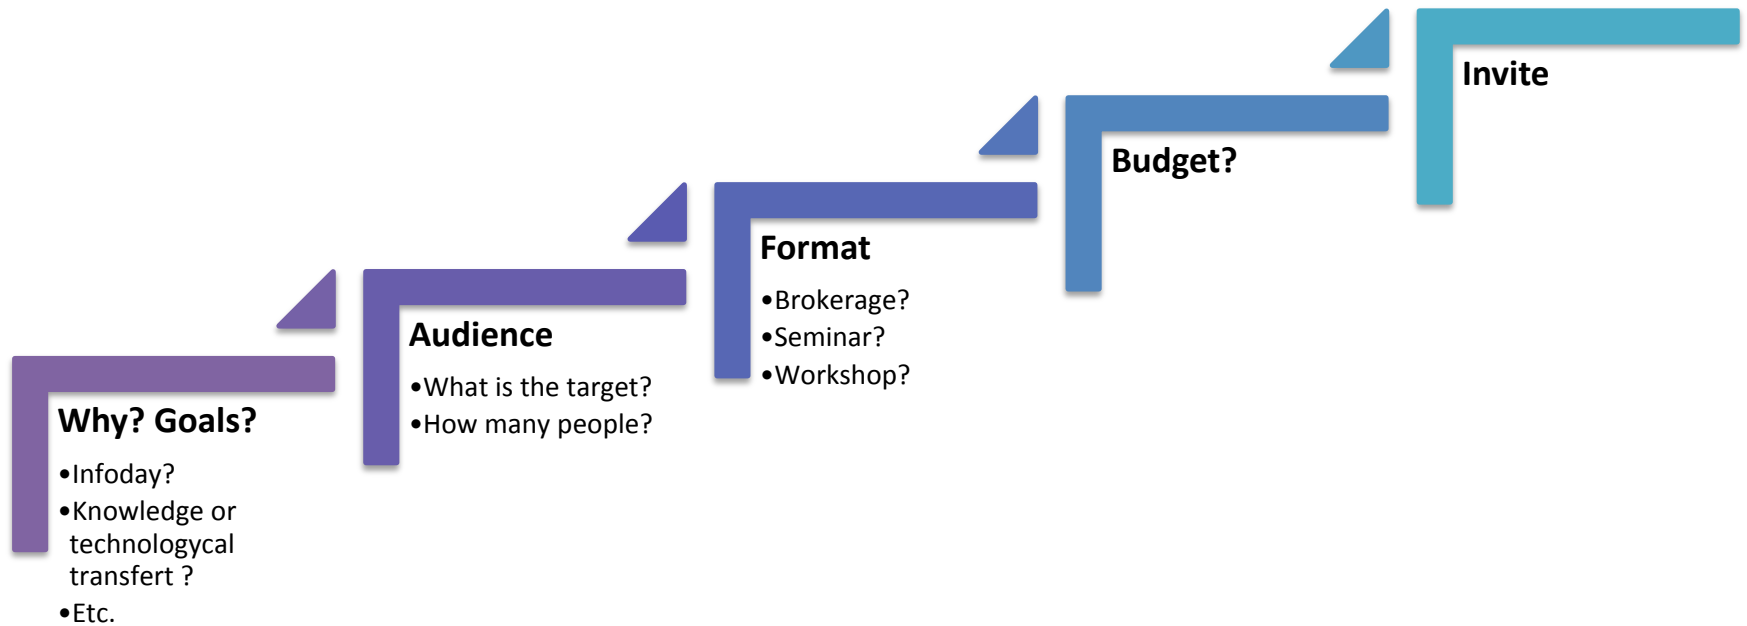 Why? Goals?
•Infoday?
•Knowledge or
technologycal
transfert ?
•Etc.
Audience
•What is the target?
•How many people?
Format
•Brokerage?
•Seminar?
•Workshop?
Budget?
Invite